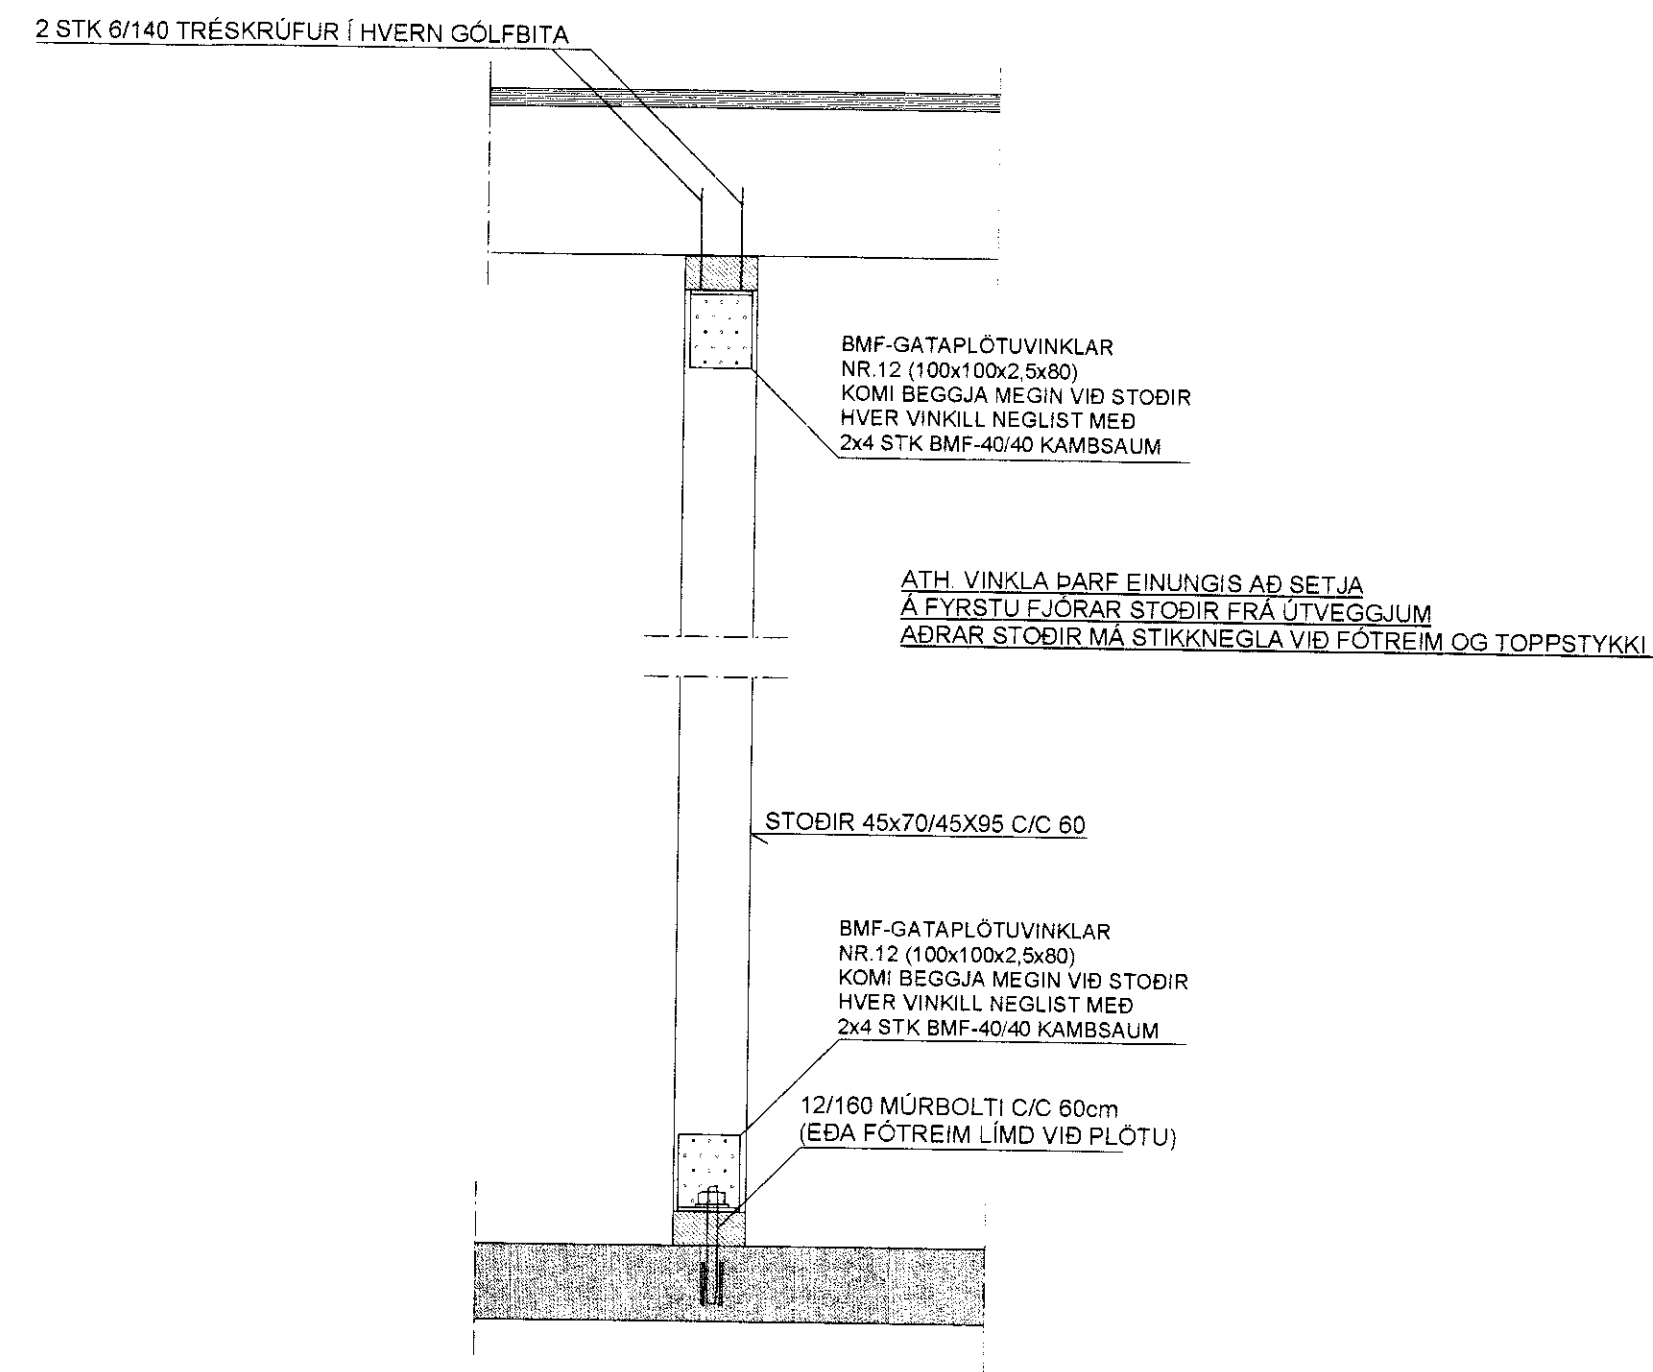 2 STK 6/140 TRÉSKRÚFUR Í HVERN GÓLFBITA
BMF-GATAPLÖTUVINKLAR
NR.12 (100x100x2,5x80)
KOMI BEGGJA MEGIN VIÐ STOÐIR
HVER VINKILL NEGLIST MEÐ
2x4 STK BMF-40/40 KAMBSAUM
ATH. VINKLA ÞARF EINUNGIS AÐ SETJA
Á FYRSTU FJÓRAR STOÐIR FRÁ ÚTVEGGJUM
AÐRAR STOÐIR MÁ STIKKNEGLA VIÐ FÓTREIM OG TOPPSTYKKI
STOÐIR 45x70/45X95 C/C 60
BMF-GATAPLÖTUVINKLAR
NR.12 (100x100x2,5x80)
KOMI BEGGJA MEGIN VIÐ STOÐIR
HVER VINKILL NEGLIST MEÐ
2x4 STK BMF-40/40 KAMBSAUM
12/160 MÚRBOLTI C/C 60cm
(EÐA FÓTREIM LÍMD VIÐ PLÖTU)